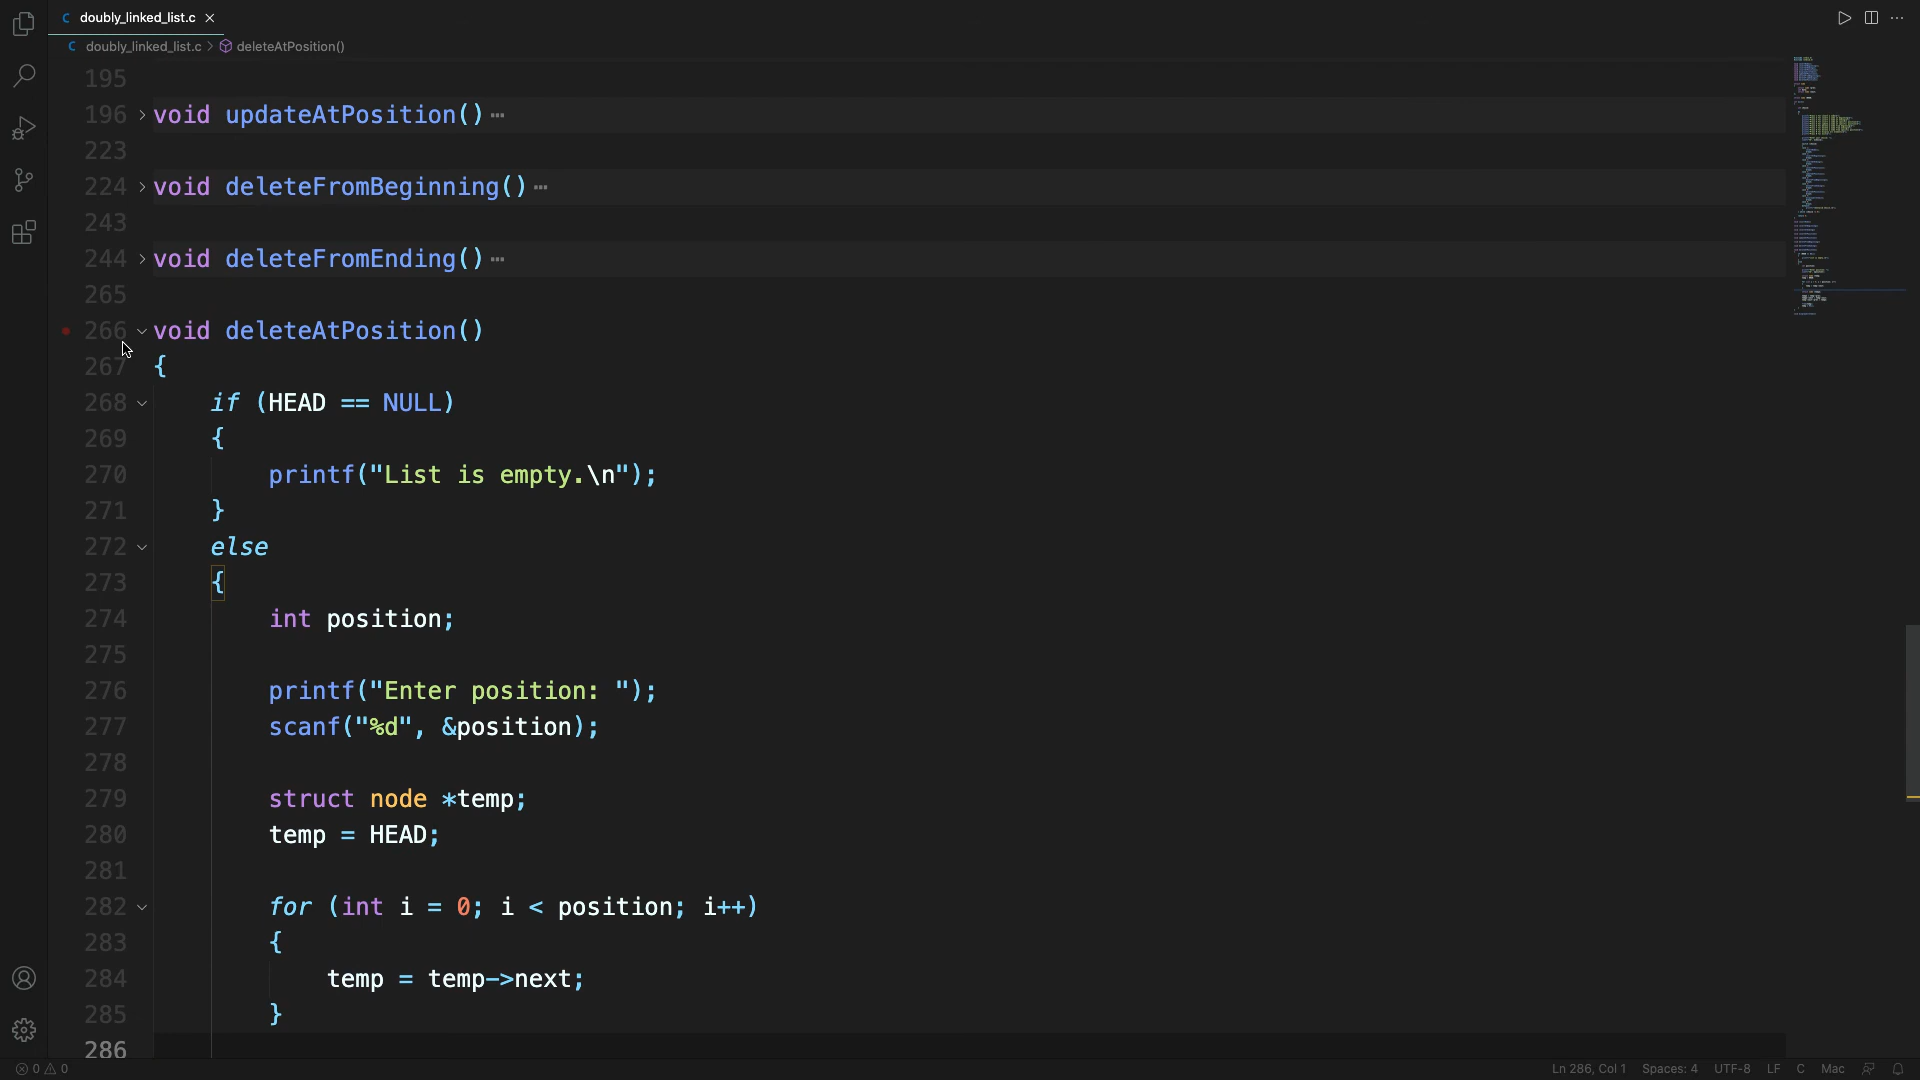 C doubly_linked_list.c ×
C doubly_linked_list.c > deleteAtPosition()
195
196 > void updateAtPosition() ⋯
223
224 > void deleteFromBeginning() ⋯
243
244 > void deleteFromEnding() ⋯
265
266 void deleteAtPosition()
267 {
268 if (HEAD == NULL)
269 {
270 printf("List is empty.\n");
271 }
272 else
273 {
274 int position;
275
276 printf("Enter position: ");
277 scanf("%d", &position);
278
279 struct node *temp;
280 temp = HEAD;
281
282 for (int i = 0; i < position; i++)
283 {
284 temp = temp->next;
285 }
286
0 0 Ln 286, Col 1 Spaces: 4 UTF-8 LF C Mac